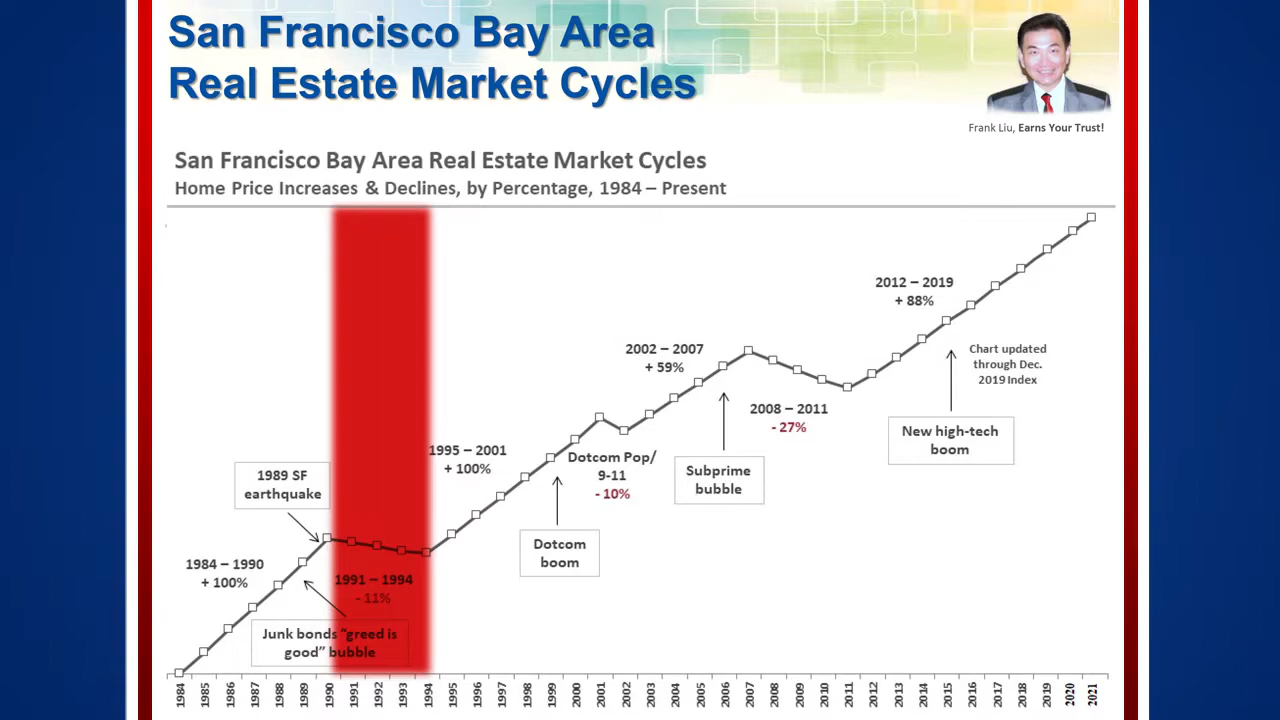 San Francisco Bay Area
Real Estate Market Cycles
Frank Liu, Earns Your Trust!
San Francisco Bay Area Real Estate Market Cycles
Home Price Increases & Declines, by Percentage, 1984 – Present
2012 – 2019
+ 88%
Chart updated
through Dec.
2019 Index
2002 – 2007
+ 59%
2008 – 2011
- 27%
New high-tech
boom
1995 – 2001
+ 100%
Dotcom Pop/
9-11
- 10%
Subprime
bubble
1989 SF
earthquake
Dotcom
boom
1984 – 1990
+ 100%
1991 – 1994
- 11%
Junk bonds “greed is
good” bubble
1984 1985 1986 1987 1988 1989 1990 1991 1992 1993 1994 1995 1996 1997 1998 1999 2000 2001 2002 2003 2004 2005 2006 2007 2008 2009 2010 2011 2012 2013 2014 2015 2016 2017 2018 2019 2020 2021